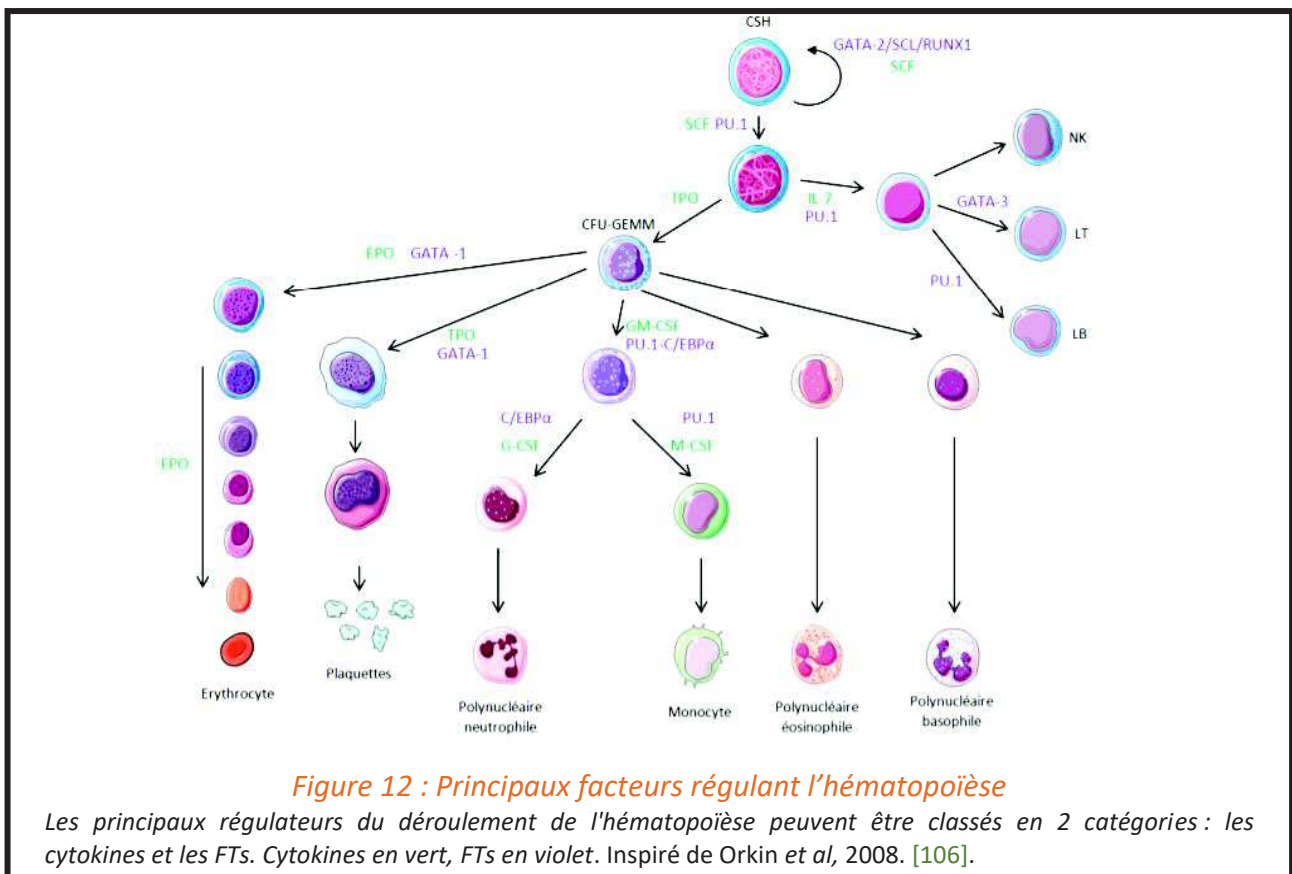 CSH
GATA-2/SCL/RUNX1
SCF
SCF PU.1
NK
TPO
IL 7
PU.1
GATA-3
LT
CFU-GEMM
EPO GATA -1
PU.1
LB
TPO
GATA-1
GM-CSF
PU.1-C/EBPα
C/EBPα
PU.1
G-CSF
M-CSF
EPO
Plaquettes
Erythrocyte
Polynucléaire
neutrophile
Monocyte
Polynucléaire
éosinophile
Polynucléaire
basophile
Figure 12 : Principaux facteurs régulant l’hématopoïèse
Les principaux régulateurs du déroulement de l'hématopoïèse peuvent être classés en 2 catégories : les
cytokines et les FTs. Cytokines en vert, FTs en violet. Inspiré de Orkin et al, 2008. [106].